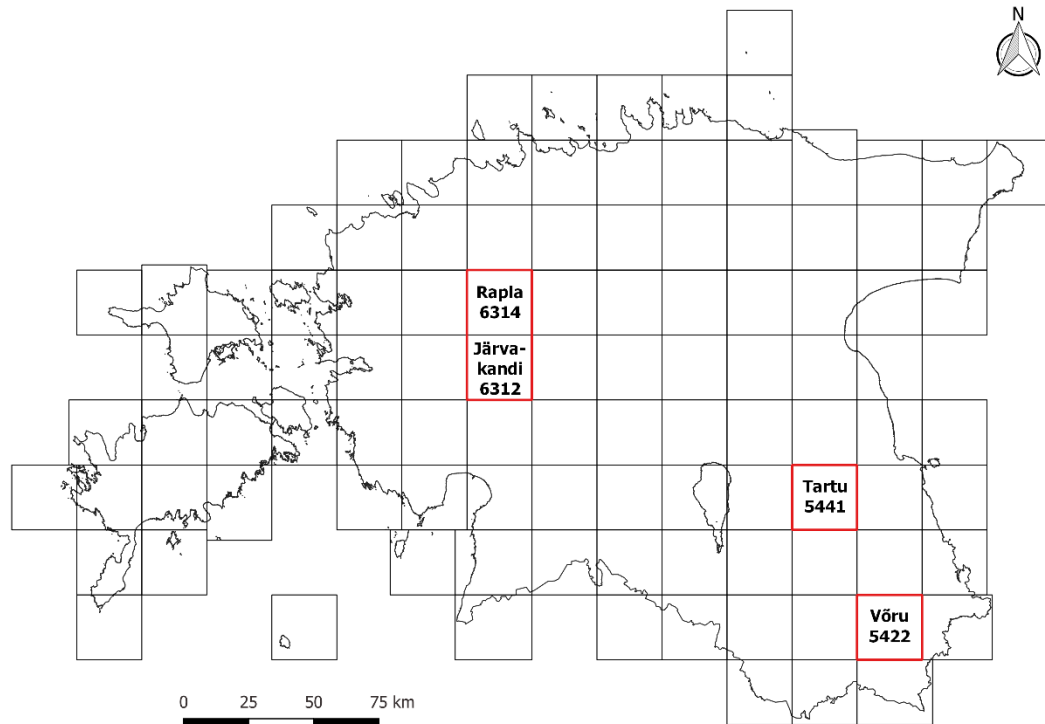 N
Rapla
6314
Järva-
kandi
6312
Tartu
5441
Võru
5422
0 25 50 75 km